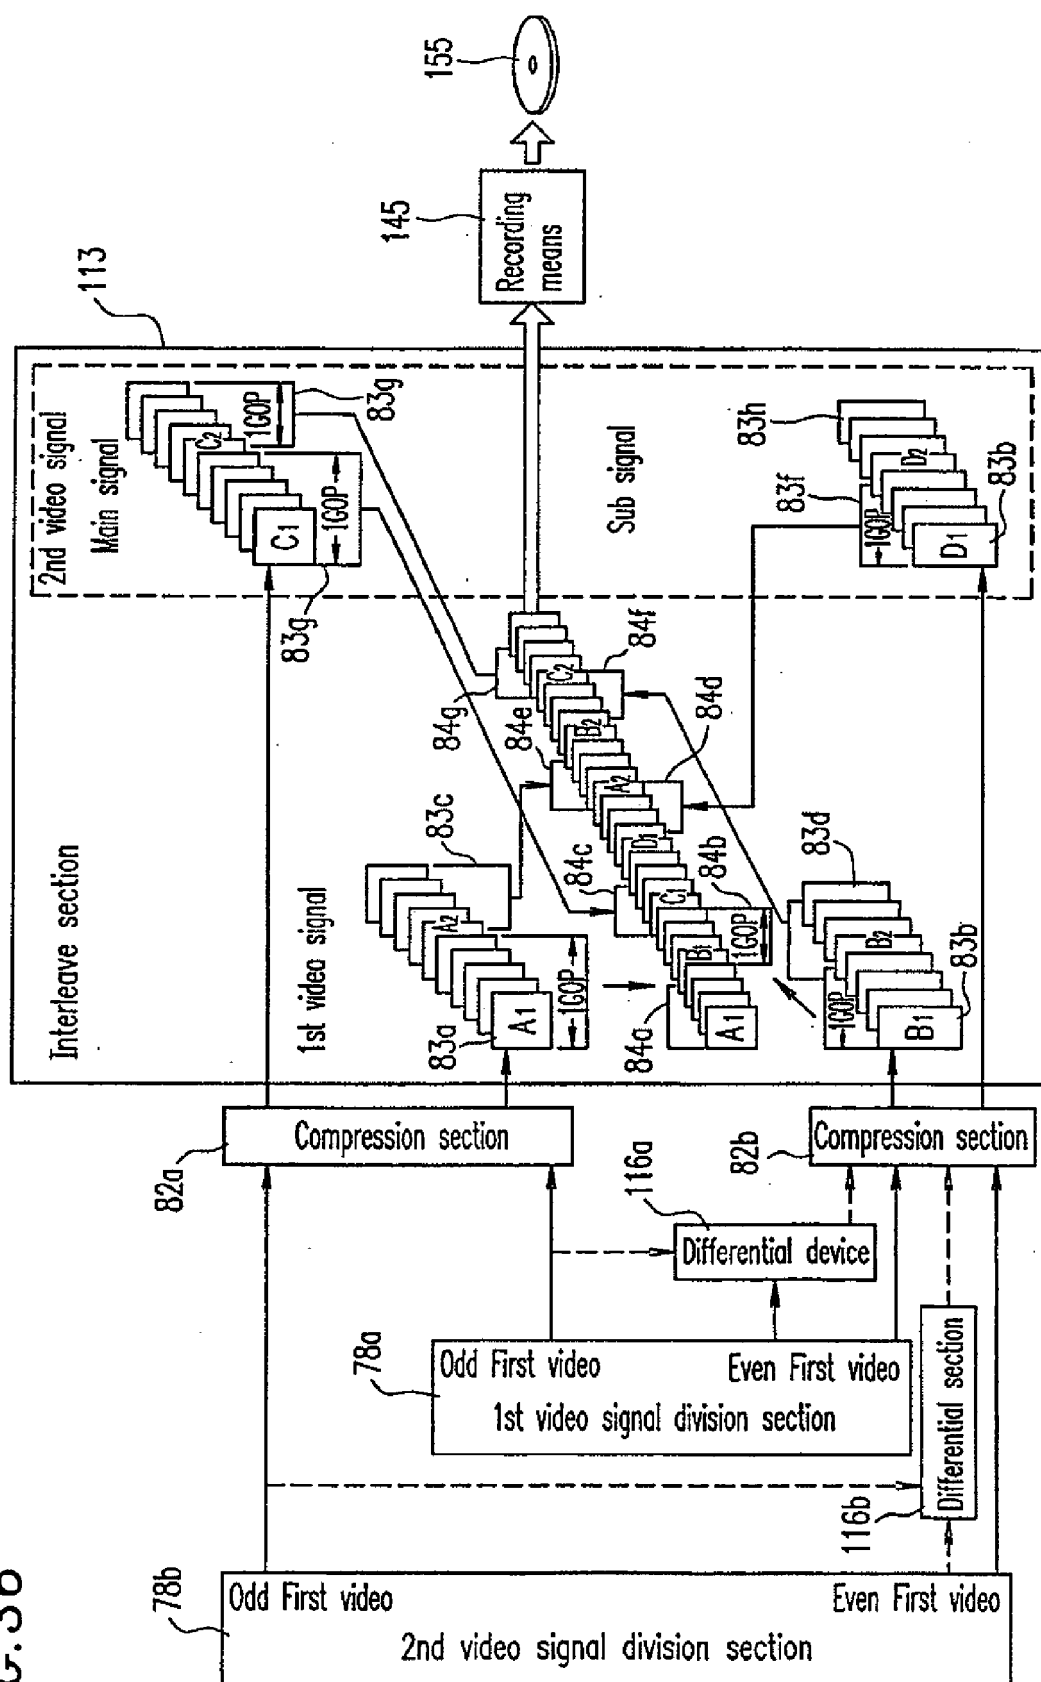 G.36
155
145
Recording
means
113
2nd video signal
Main signal
C2
1GOP
83g
C1
1GOP
83g
Sub signal
83h
D2
83f
1GOP
D1
83b
Interleave section
1st video signal
83c
A2
83a
A1
1GOP
84g
84e
84c
84a
84f
84d
84b
C2
B2
A2
D1
C1
B1
A1
1GOP
83d
B2
1GOP
B1
83b
Compression section
82a
Compression section
82b
116a
Differential device
78a
Odd First video
Even First video
1st video signal division section
116b
Differential section
78b
Odd First video
Even First video
2nd video signal division section